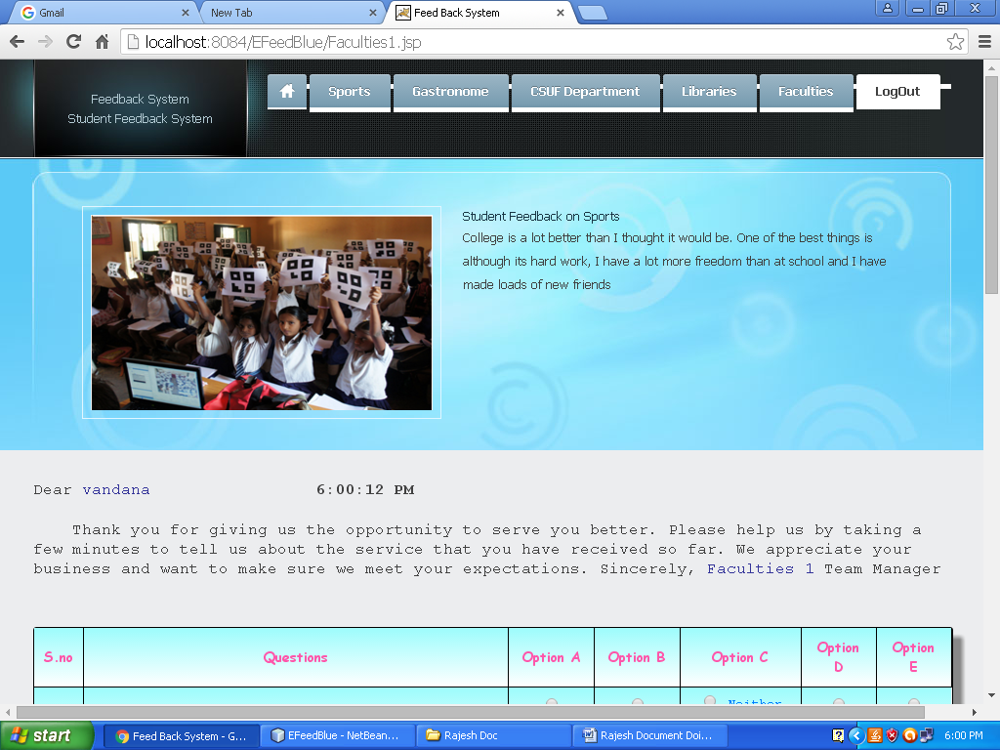 Gmail
New Tab
Feed Back System
localhost:8084/EFeedBlue/Faculties1.jsp
Feedback System
Student Feedback System
Sports
Gastronome
CSUF Department
Libraries
Faculties
LogOut
Student Feedback on Sports
College is a lot better than I thought it would be. One of the best things is
although its hard work, I have a lot more freedom than at school and I have
made loads of new friends
Dear vandana 6:00:12 PM
Thank you for giving us the opportunity to serve you better. Please help us by taking a
few minutes to tell us about the service that you have received so far. We appreciate your
business and want to make sure we meet your expectations. Sincerely, Faculties 1 Team Manager
S.no Questions Option A Option B Option C Option D Option E
Neither
start
Feed Back System - G...
EFeedBlue - NetBean...
Rajesh Doc
Rajesh Document Doi...
6:00 PM